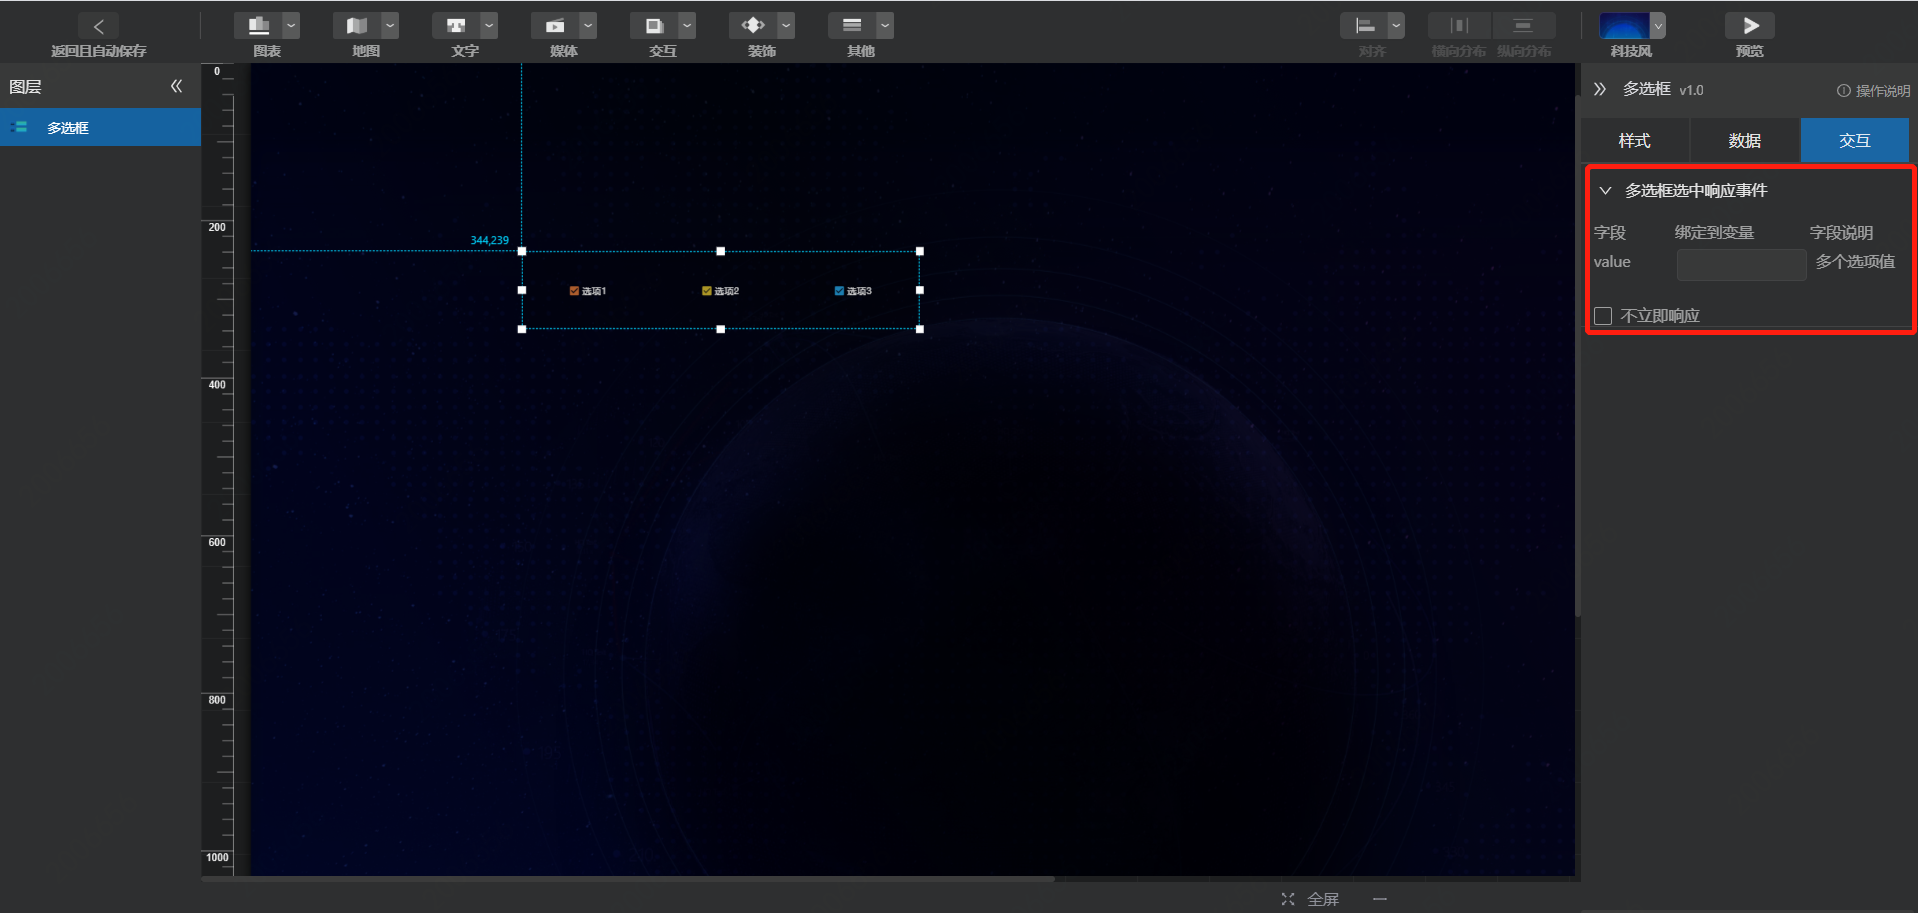 返回且自动保存
图表
地图
文字
媒体
交互
装饰
其他
对齐
横向分布
纵向分布
科技风
预览
图层
多选框
0
200
400
600
800
1000
344,239
选项1
选项2
选项3
多选框 v1.0
操作说明
样式
数据
交互
多选框选中响应事件
字段 绑定到变量 字段说明
value 多个选项值
不立即响应
全屏